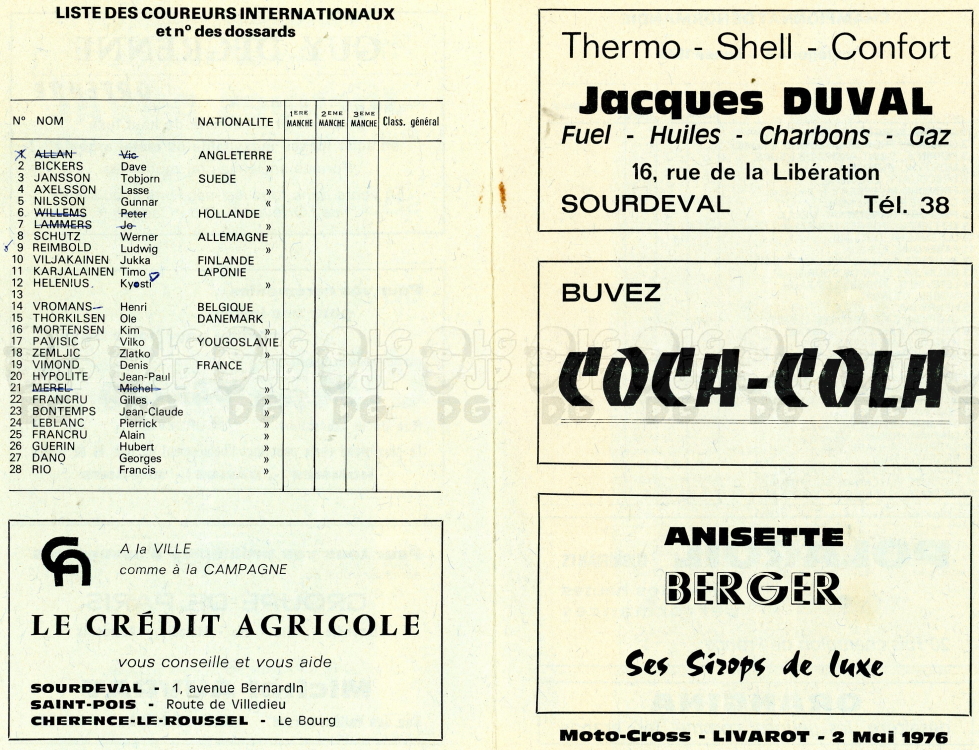 LISTE DES COUREURS INTERNATIONAUX
et n° des dossards
N° NOM NATIONALITE 1ERE MANCHE 2EME MANCHE 3EME MANCHE Class. général
1 ALLAN Vic ANGLETERRE
2 BICKERS Dave »
3 JANSSON Tobjorn SUEDE
4 AXELSSON Lasse »
5 NILSSON Gunnar «
6 WILLEMS Peter HOLLANDE
7 LAMMERS Jo »
8 SCHUTZ Werner ALLEMAGNE
9 REIMBOLD Ludwig »
10 VILJAKAINEN Jukka FINLANDE
11 KARJALAINEN Timo LAPONIE
12 HELENIUS. Kyosti »
13
14 VROMANS Henri BELGIQUE
15 THORKILSEN Ole DANEMARK
16 MORTENSEN Kim »
17 PAVISIC Vilko YOUGOSLAVIE
18 ZEMLJIC Zlatko »
19 VIMOND Denis FRANCE
20 HYPOLITE Jean-Paul
21 MEREL Michel »
22 FRANCRU Gilles »
23 BONTEMPS Jean-Claude »
24 LEBLANC Pierrick »
25 FRANCRU Alain »
26 GUERIN Hubert »
27 DANO Georges »
28 RIO Francis »
CA
A la VILLE
comme à la CAMPAGNE
LE CRÉDIT AGRICOLE
vous conseille et vous aide
SOURDEVAL - 1, avenue BernardIn
SAINT-POIS - Route de Villedieu
CHERENCE-LE-ROUSSEL - Le Bourg
Thermo - Shell - Confort
Jacques DUVAL
Fuel - Huiles - Charbons - Gaz
16, rue de la Libération
SOURDEVAL Tél. 38
BUVEZ
COCA-COLA
ANISETTE
BERGER
Ses Sirops de luxe
Moto-Cross - LIVAROT - 2 Mai 1976